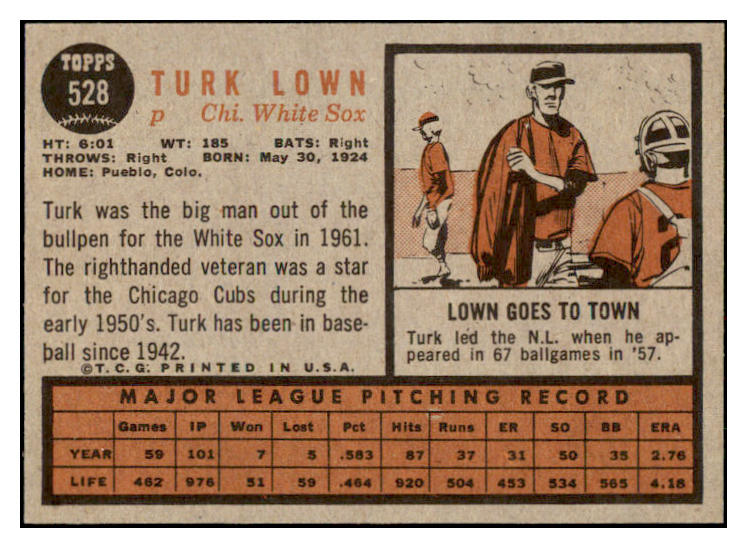 TOPPS
528
TURK LOWN
p Chi. White Sox
HT: 6:01 WT: 185 BATS: Right
THROWS: Right BORN: May 30, 1924
HOME: Pueblo, Colo.
Turk was the big man out of the
bullpen for the White Sox in 1961.
The righthanded veteran was a star
for the Chicago Cubs during the
early 1950's. Turk has been in base-
ball since 1942.
©T.C.G. PRINTED IN U.S.A.
LOWN GOES TO TOWN
Turk led the N.L. when he ap-
peared in 67 ballgames in '57.
MAJOR LEAGUE PITCHING RECORD
Games IP Won Lost Pct Hits Runs ER SO BB ERA
YEAR 59 101 7 5 .583 87 37 31 50 35 2.76
LIFE 462 976 51 59 .464 920 504 453 534 565 4.18